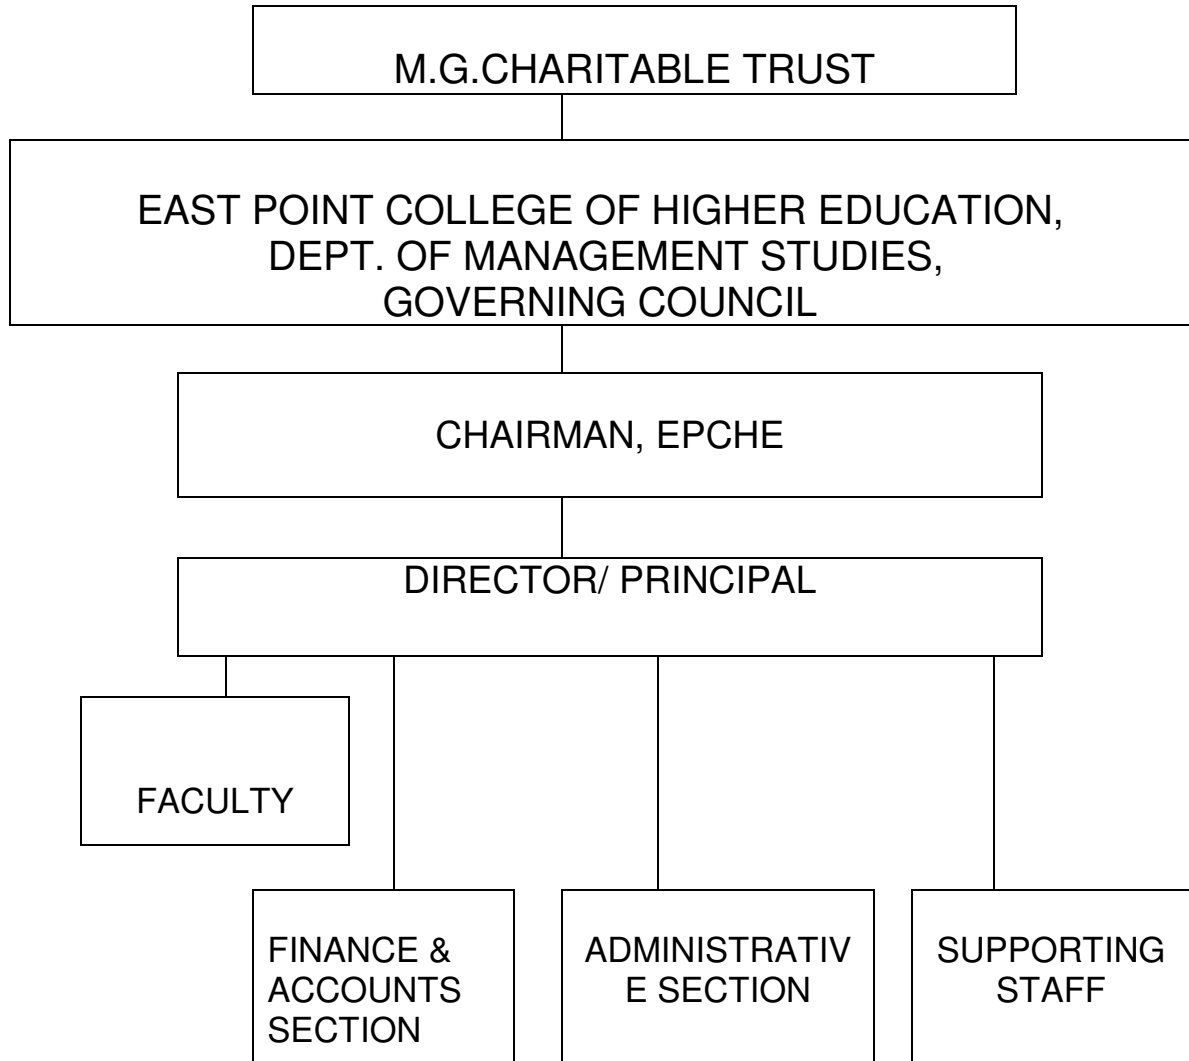 M.G.CHARITABLE TRUST
EAST POINT COLLEGE OF HIGHER EDUCATION,
DEPT. OF MANAGEMENT STUDIES,
GOVERNING COUNCIL
CHAIRMAN, EPCHE
DIRECTOR/ PRINCIPAL
FACULTY
FINANCE &
ACCOUNTS
SECTION
ADMINISTRATIV
E SECTION
SUPPORTING
STAFF